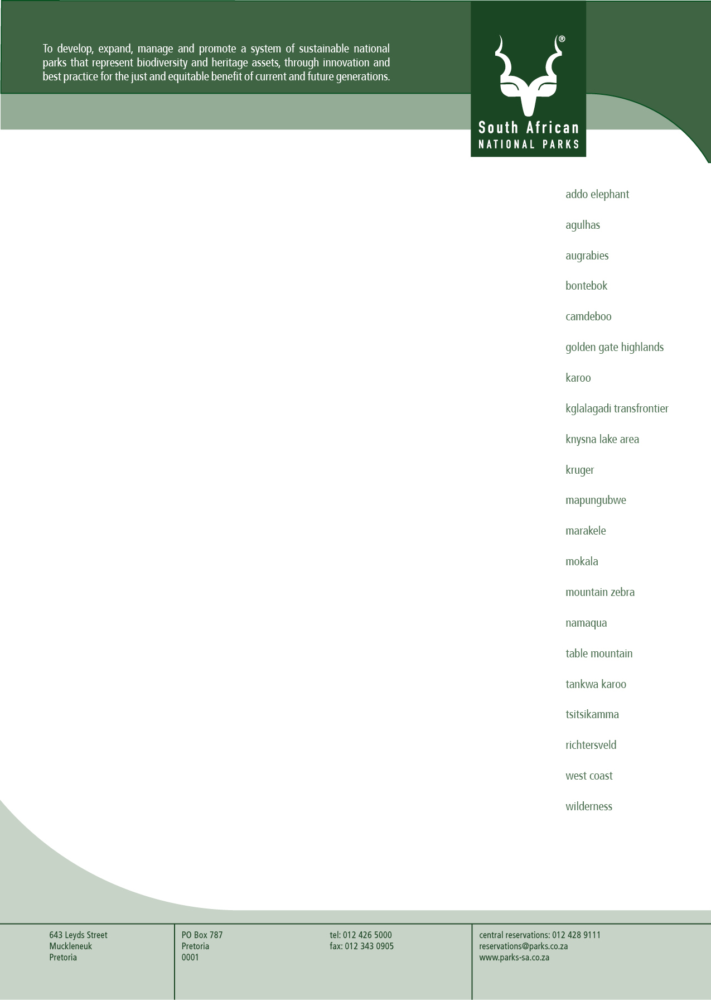 To develop, expand, manage and promote a system of sustainable national
parks that represent biodiversity and heritage assets, through innovation and
best practice for the just and equitable benefit of current and future generations.
®
South African
NATIONAL PARKS
addo elephant
agulhas
augrabies
bontebok
camdeboo
golden gate highlands
karoo
kglalagadi transfrontier
knysna lake area
kruger
mapungubwe
marakele
mokala
mountain zebra
namaqua
table mountain
tankwa karoo
tsitsikamma
richtersveld
west coast
wilderness
643 Leyds Street
Muckleneuk
Pretoria
PO Box 787
Pretoria
0001
tel: 012 426 5000
fax: 012 343 0905
central reservations: 012 428 9111
reservations@parks.co.za
www.parks-sa.co.za